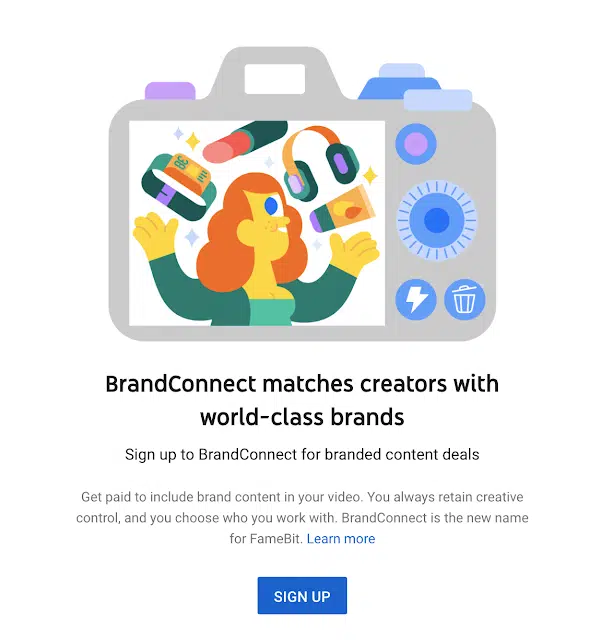 BrandConnect matches creators with
world-class brands
Sign up to BrandConnect for branded content deals
Get paid to include brand content in your video. You always retain creative
control, and you choose who you work with. BrandConnect is the new name
for FameBit. Learn more
SIGN UP